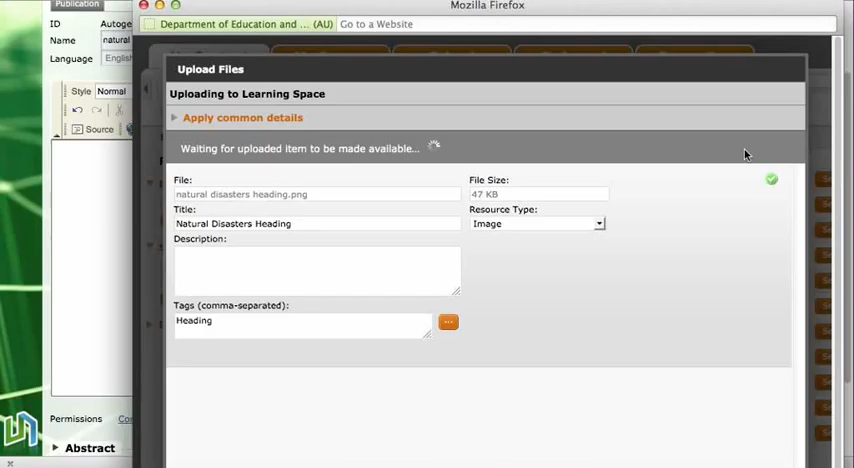 Publication
Mozilla Firefox
Department of Education and ... (AU)
Go to a Website
ID
Autoge
Name
natural
Language
English
Style
Normal
Source
Permissions
Abstract
Upload Files
Uploading to Learning Space
Apply common details
Waiting for uploaded item to be made available...
File:
File Size:
natural disasters heading.png
47 KB
Title:
Resource Type:
Natural Disasters Heading
Image
Description:
Tags (comma-separated):
Heading
...